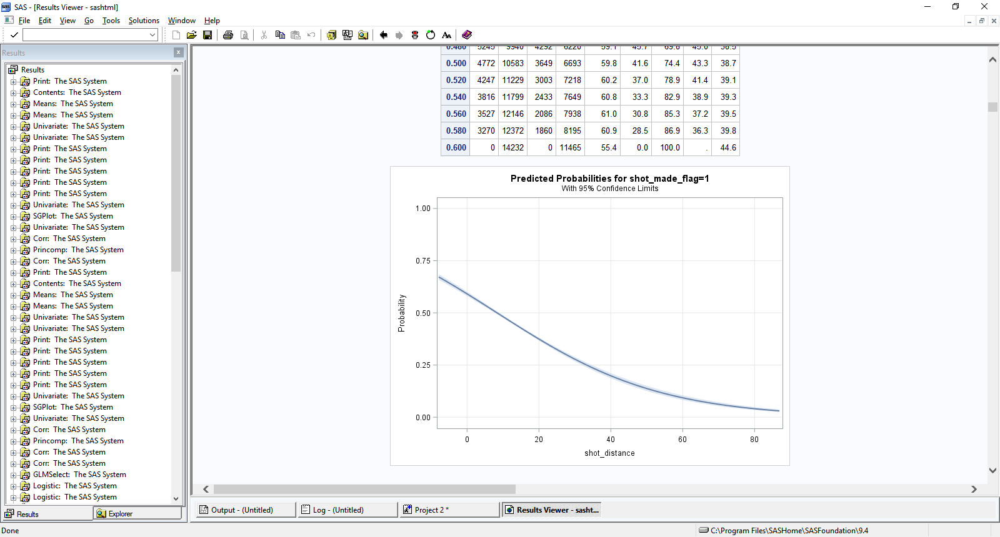 SAS - [Results Viewer - sashtml]
File Edit View Go Tools Solutions Window Help
Results
Results
Print: The SAS System
Contents: The SAS System
Means: The SAS System
Means: The SAS System
Univariate: The SAS System
Univariate: The SAS System
Print: The SAS System
Print: The SAS System
Print: The SAS System
Print: The SAS System
Print: The SAS System
Univariate: The SAS System
SGPlot: The SAS System
Univariate: The SAS System
Corr: The SAS System
Princomp: The SAS System
Corr: The SAS System
Print: The SAS System
Contents: The SAS System
Means: The SAS System
Means: The SAS System
Univariate: The SAS System
Univariate: The SAS System
Print: The SAS System
Print: The SAS System
Print: The SAS System
Print: The SAS System
Print: The SAS System
Univariate: The SAS System
SGPlot: The SAS System
Univariate: The SAS System
Corr: The SAS System
Princomp: The SAS System
Corr: The SAS System
Corr: The SAS System
GLMSelect: The SAS System
Logistic: The SAS System
Logistic: The SAS System
Results Explorer
0.480 5245 9940 4292 6220 59.1 45.7 69.8 45.0 38.5
0.500 4772 10583 3649 6693 59.8 41.6 74.4 43.3 38.7
0.520 4247 11229 3003 7218 60.2 37.0 78.9 41.4 39.1
0.540 3816 11799 2433 7649 60.8 33.3 82.9 38.9 39.3
0.560 3527 12146 2086 7938 61.0 30.8 85.3 37.2 39.5
0.580 3270 12372 1860 8195 60.9 28.5 86.9 36.3 39.8
0.600 0 14232 0 11465 55.4 0.0 100.0 . 44.6
Predicted Probabilities for shot_made_flag=1
With 95% Confidence Limits
1.00
0.75
0.50
0.25
0.00
Probability
0 20 40 60 80
shot_distance
Output - (Untitled) Log - (Untitled) Project 2 * Results Viewer - sasht...
Done C:\Program Files\SASHome\SASFoundation\9.4